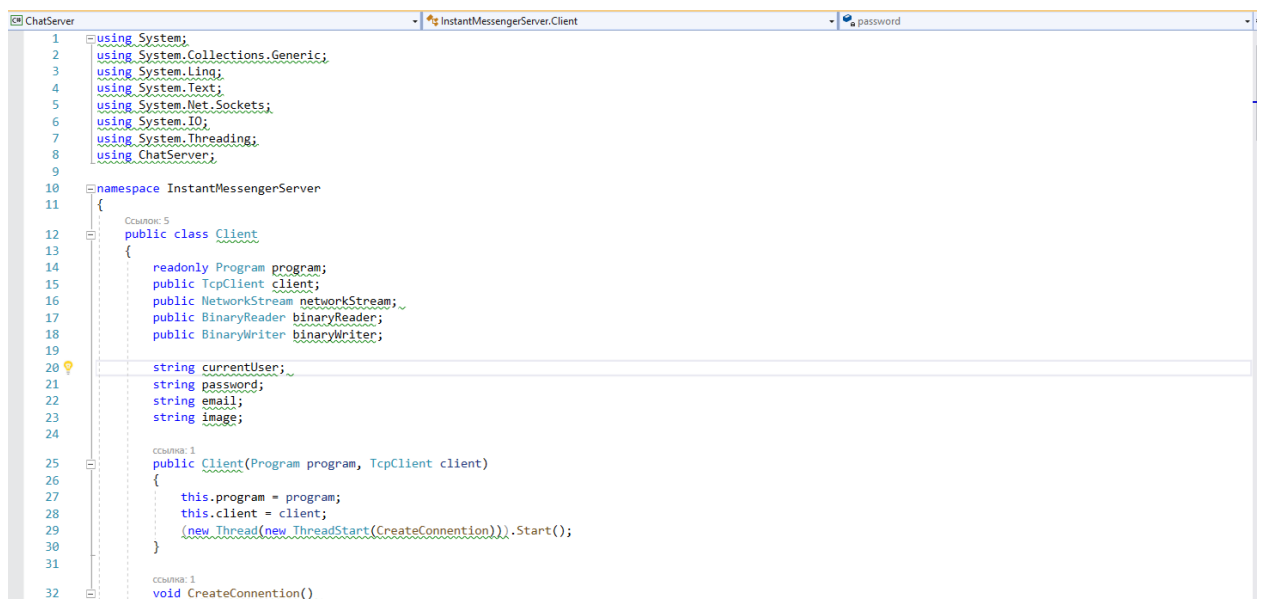 ChatServer InstantMessengerServer.Client password
1 using System;
2 using System.Collections.Generic;
3 using System.Linq;
4 using System.Text;
5 using System.Net.Sockets;
6 using System.IO;
7 using System.Threading;
8 using ChatServer;
9
10 namespace InstantMessengerServer
11 {
Ссылок: 5
12 public class Client
13 {
14 readonly Program program;
15 public TcpClient client;
16 public NetworkStream networkStream;
17 public BinaryReader binaryReader;
18 public BinaryWriter binaryWriter;
19
20 string currentUser;
21 string password;
22 string email;
23 string image;
24
ссылка: 1
25 public Client(Program program, TcpClient client)
26 {
27 this.program = program;
28 this.client = client;
29 (new Thread(new ThreadStart(CreateConnention))).Start();
30 }
31
ссылка: 1
32 void CreateConnention()